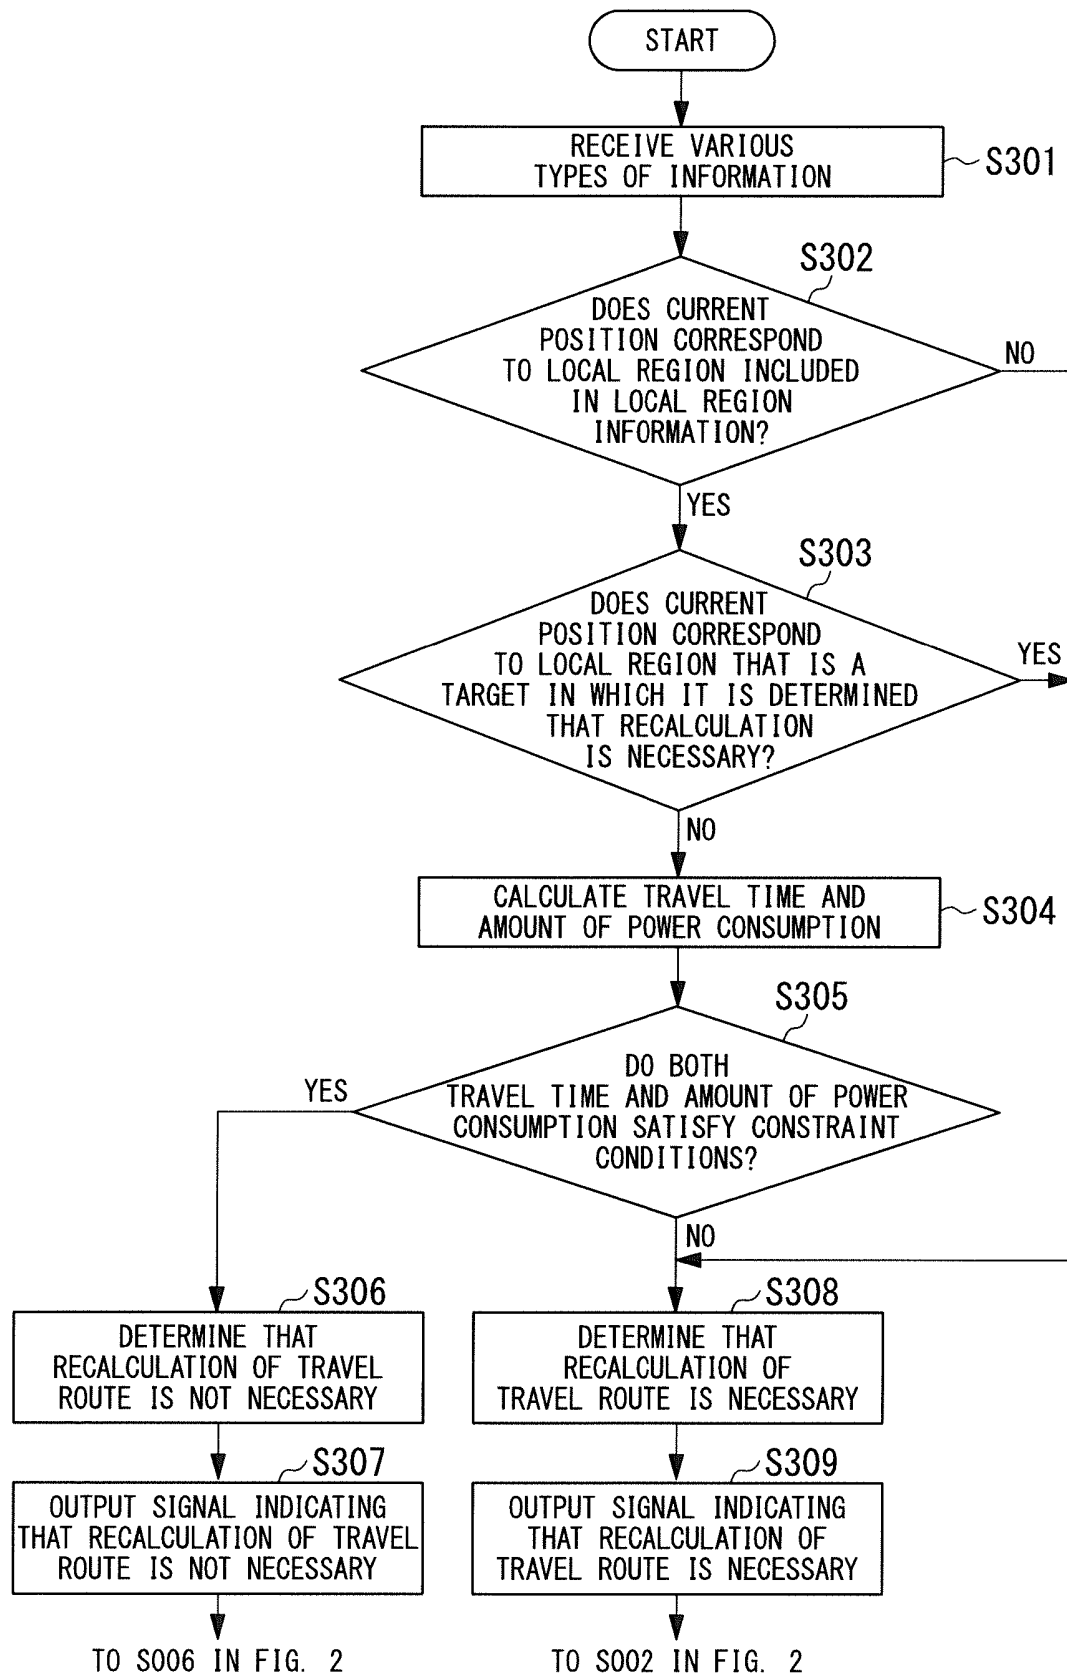 START
RECEIVE VARIOUS
TYPES OF INFORMATION
S301
S302
DOES CURRENT
POSITION CORRESPOND
TO LOCAL REGION INCLUDED
IN LOCAL REGION
INFORMATION?
NO
YES
S303
DOES CURRENT
POSITION CORRESPOND
TO LOCAL REGION THAT IS A
TARGET IN WHICH IT IS DETERMINED
THAT RECALCULATION
IS NECESSARY?
YES
NO
CALCULATE TRAVEL TIME AND
AMOUNT OF POWER CONSUMPTION
S304
S305
DO BOTH
TRAVEL TIME AND AMOUNT OF POWER
CONSUMPTION SATISFY CONSTRAINT
CONDITIONS?
YES
NO
S306
DETERMINE THAT
RECALCULATION OF TRAVEL
ROUTE IS NOT NECESSARY
S307
OUTPUT SIGNAL INDICATING
THAT RECALCULATION OF TRAVEL
ROUTE IS NOT NECESSARY
TO S006 IN FIG. 2
S308
DETERMINE THAT
RECALCULATION OF
TRAVEL ROUTE IS NECESSARY
S309
OUTPUT SIGNAL INDICATING
THAT RECALCULATION OF
TRAVEL ROUTE IS NECESSARY
TO S002 IN FIG. 2